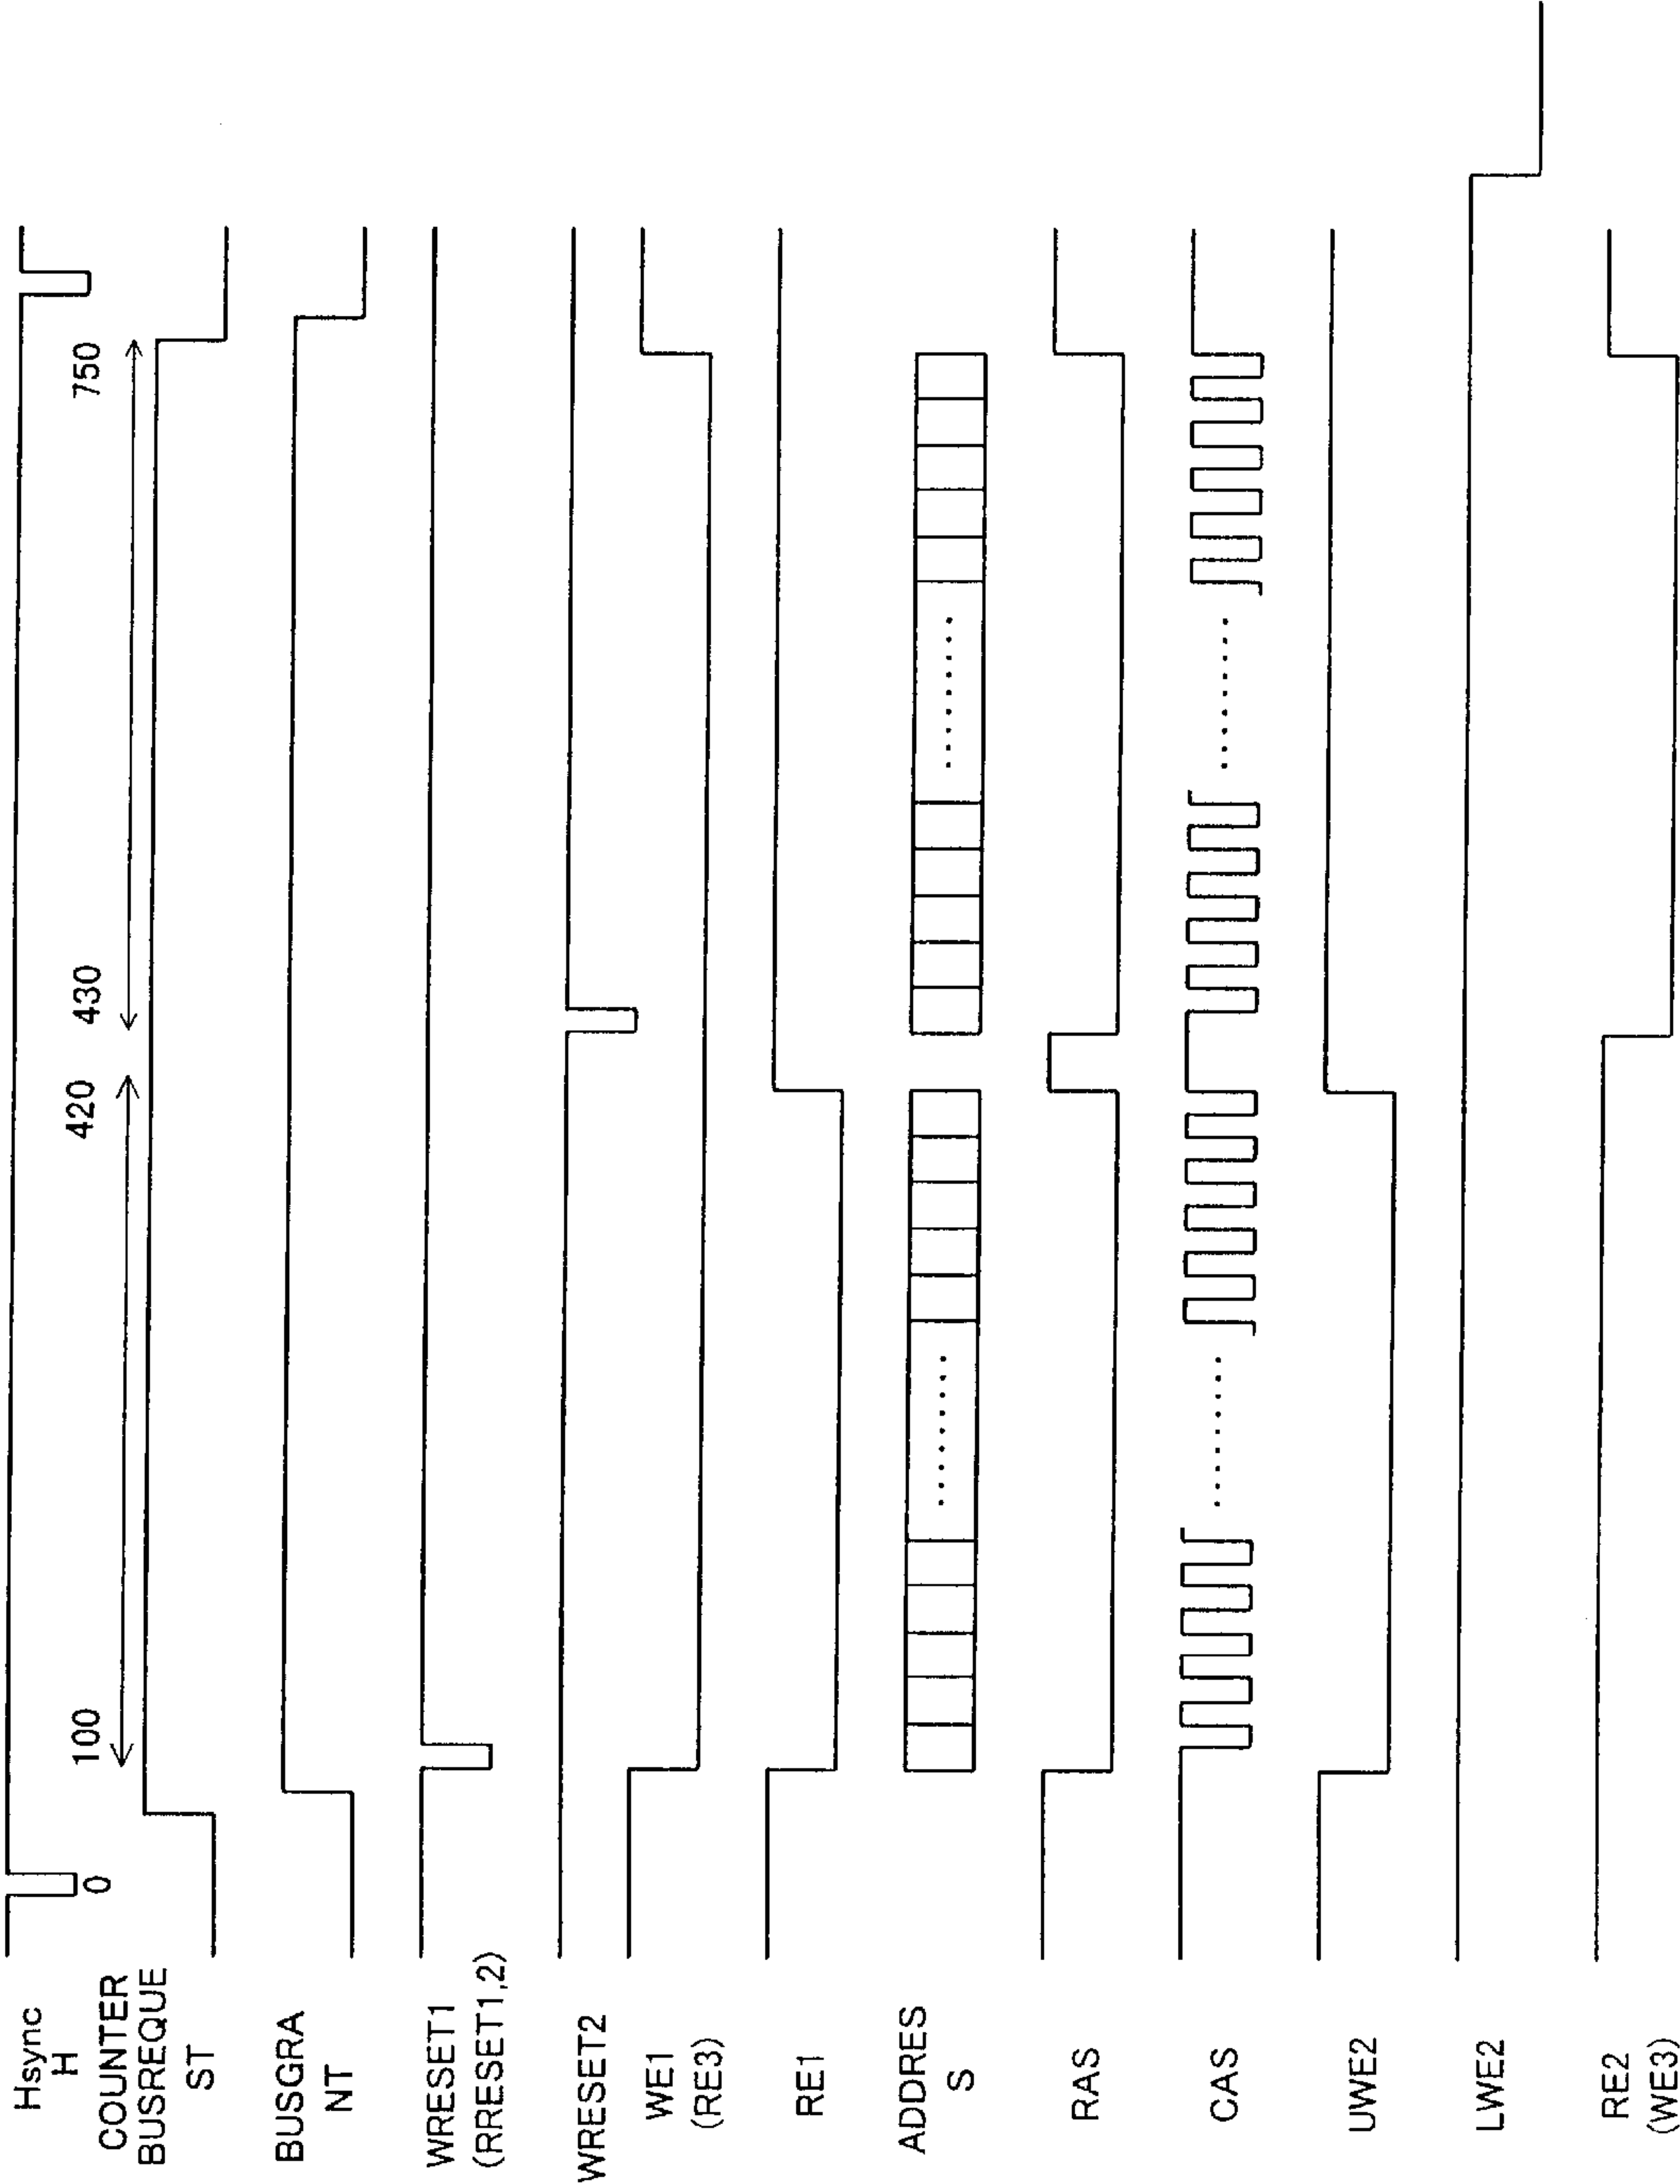 Hsync
H
COUNTER
0
100
420
430
750
BUSREQUE
ST
BUSGRA
NT
WRESET1
(RRESET1,2)
WRESET2
WE1
(RE3)
RE1
ADDRES
S
RAS
CAS
UWE2
LWE2
RE2
(WE3)